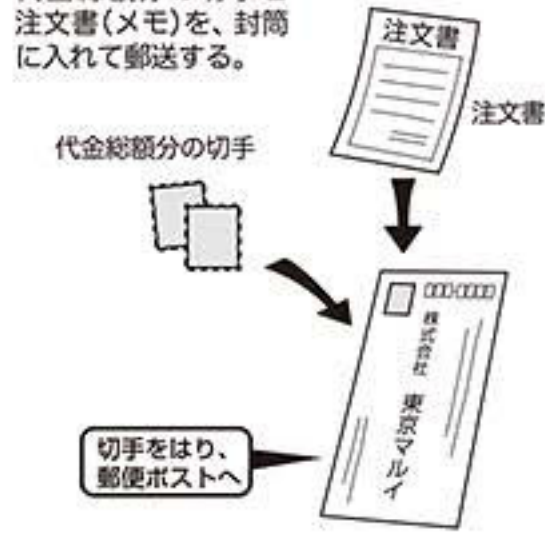 注文書(メモ)を、封筒
に入れて郵送する。
注文書
注文書
代金総額分の切手
株式会社 東京マルイ
切手をはり、
郵便ポストへ